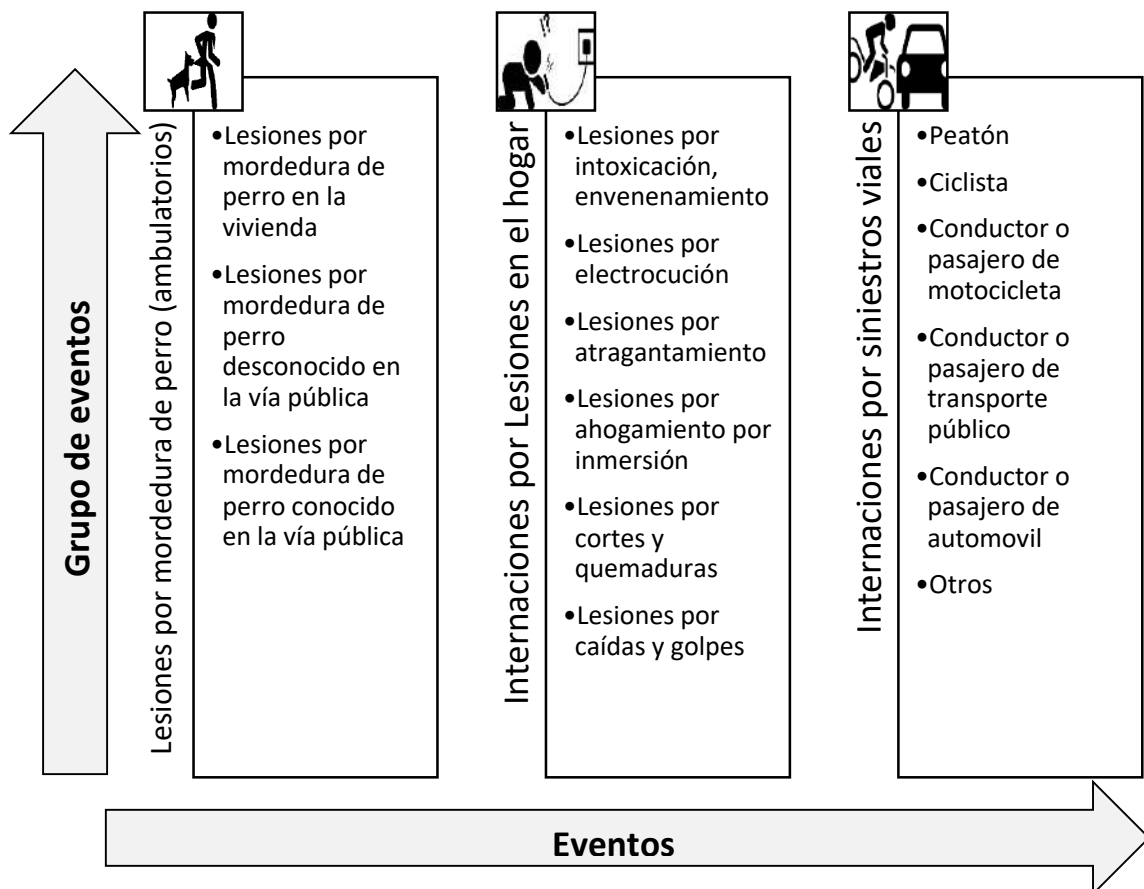 Grupo de eventos
Lesiones por mordedura de perro (ambulatorios)
•Lesiones por
mordedura de
perro en la
vivienda
•Lesiones por
mordedura de
perro
desconocido en
la vía pública
•Lesiones por
mordedura de
perro conocido
en la vía pública
Internaciones por Lesiones en el hogar
!?
•Lesiones por
intoxicación,
envenenamiento
•Lesiones por
electrocución
•Lesiones por
atragantamiento
•Lesiones por
ahogamiento por
inmersión
•Lesiones por
cortes y
quemaduras
•Lesiones por
caídas y golpes
Internaciones por siniestros viales
•Peatón
•Ciclista
•Conductor o
pasajero de
motocicleta
•Conductor o
pasajero de
transporte
público
•Conductor o
pasajero de
automovil
•Otros
Eventos